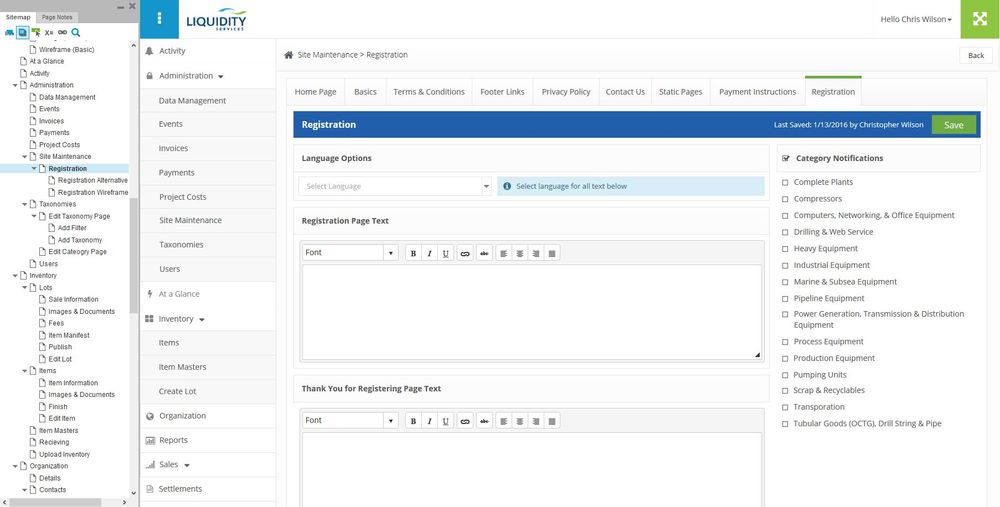 Sitemap
Page Notes
Wireframe (Basic)
At a Glance
Activity
Administration
Data Management
Events
Invoices
Payments
Project Costs
Site Maintenance
Registration
Registration Alternative
Registration Wireframe
Taxonomies
Edit Taxonomy Page
Add Filter
Add Taxonomy
Edit Cateogry Page
Users
Inventory
Lots
Sale Information
Images & Documents
Fees
Item Manifest
Publish
Edit Lot
Items
Item Information
Images & Documents
Finish
Edit Item
Item Masters
Recieving
Upload Inventory
Organization
Details
Contacts
LIQUIDITY
SERVICES
Hello Chris Wilson
Activity
Administration
Data Management
Events
Invoices
Payments
Project Costs
Site Maintenance
Taxonomies
Users
At a Glance
Inventory
Items
Item Masters
Create Lot
Organization
Reports
Sales
Settlements
Site Maintenance > Registration
Back
Home Page
Basics
Terms & Conditions
Footer Links
Privacy Policy
Contact Us
Static Pages
Payment Instructions
Registration
Registration
Last Saved: 1/13/2016 by Christopher Wilson
Save
Language Options
Select Language
Select language for all text below
Registration Page Text
Font
B I U abc
Thank You for Registering Page Text
Font
B I U abc
Category Notifications
Complete Plants
Compressors
Computers, Networking, & Office Equipment
Drilling & Web Service
Heavy Equipment
Industrial Equipment
Marine & Subsea Equipment
Pipeline Equipment
Power Generation, Transmission & Distribution
Equipment
Process Equipment
Production Equipment
Pumping Units
Scrap & Recyclables
Transporation
Tubular Goods (OCTG), Drill String & Pipe